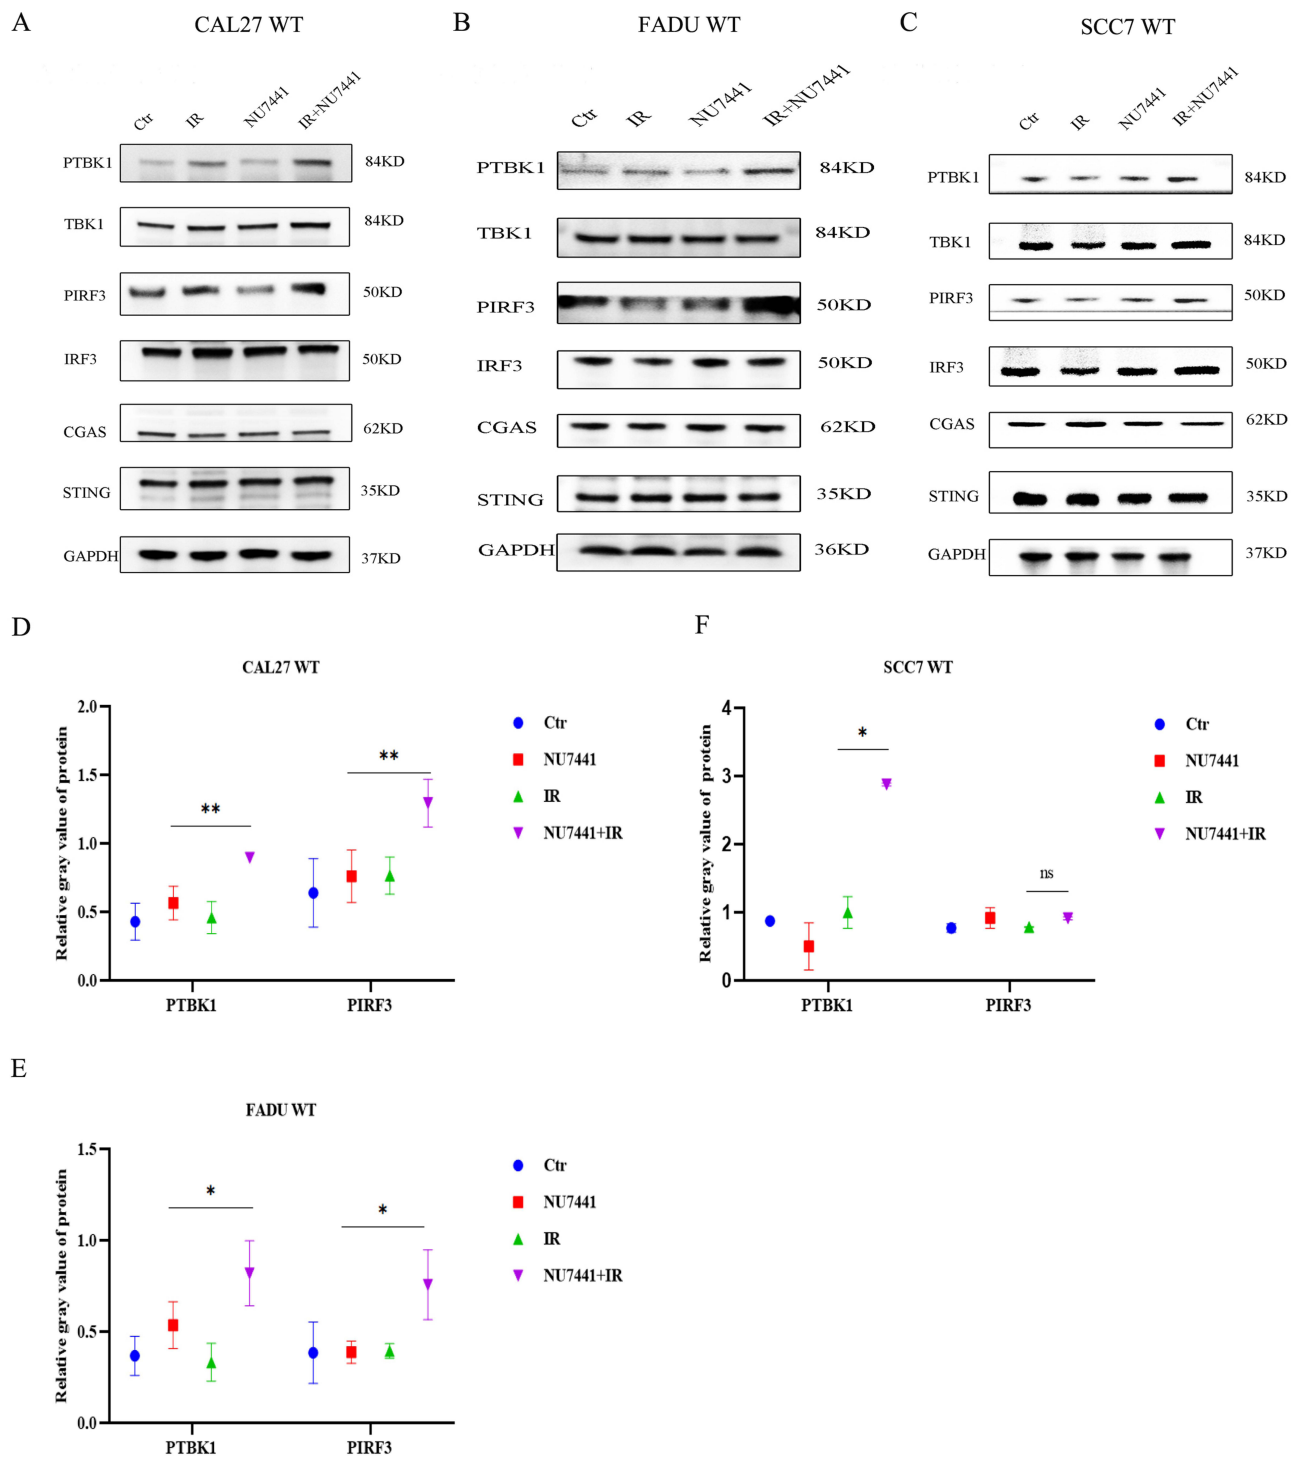 A
CAL27 WT
B
FADU WT
C
SCC7 WT
Ctr
IR
NU7441
IR+NU7441
Ctr
IR
NU7441
IR+NU7441
Ctr
IR
NU7441
IR+NU7441
PTBK1
84KD
TBK1
84KD
PIRF3
50KD
IRF3
50KD
CGAS
62KD
STING
35KD
GAPDH
37KD
PTBK1
84KD
TBK1
84KD
PIRF3
50KD
IRF3
50KD
CGAS
62KD
STING
35KD
GAPDH
36KD
PTBK1
84KD
TBK1
84KD
PIRF3
50KD
IRF3
50KD
CGAS
62KD
STING
35KD
GAPDH
37KD
D
CAL27 WT
Relative gray value of protein
2.0
1.5
1.0
0.5
0.0
**
**
PTBK1
PIRF3
Ctr
NU7441
IR
NU7441+IR
F
SCC7 WT
Relative gray value of protein
4
3
2
1
0
*
ns
PTBK1
PIRF3
Ctr
NU7441
IR
NU7441+IR
E
FADU WT
Relative gray value of protein
1.5
1.0
0.5
0.0
*
*
PTBK1
PIRF3
Ctr
NU7441
IR
NU7441+IR